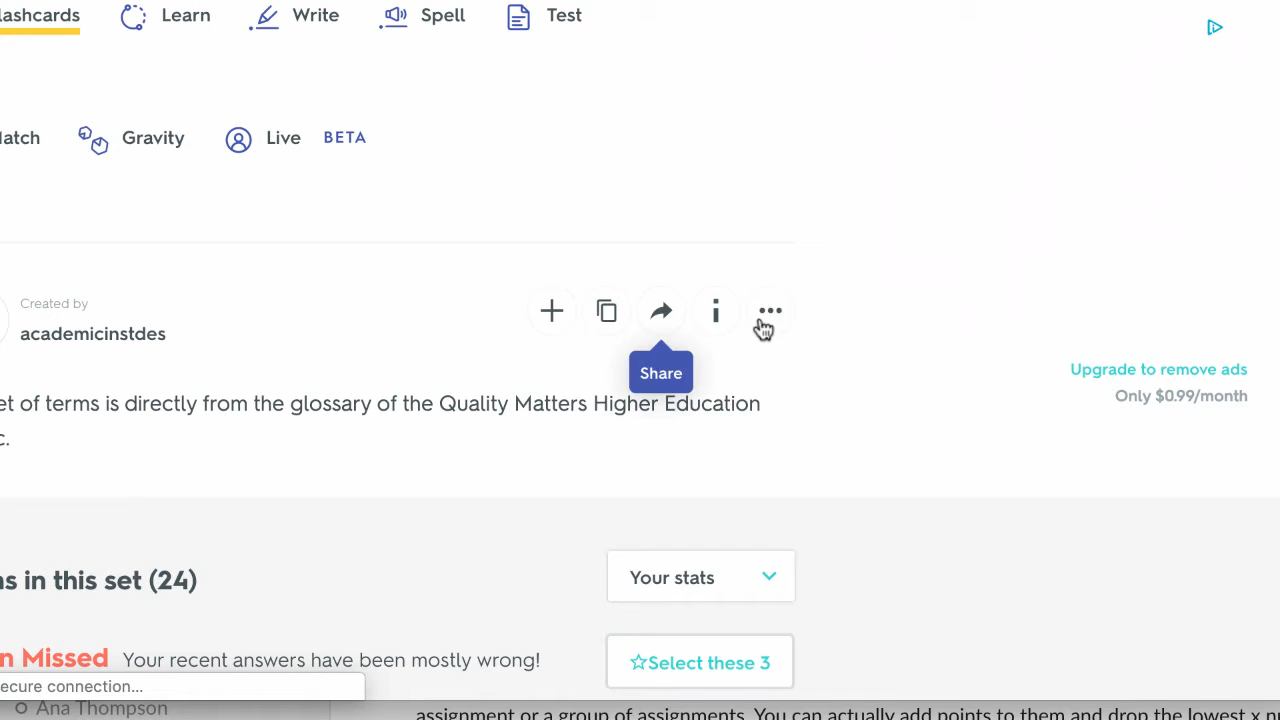 lashcards Learn Write Spell Test
latch Gravity Live BETA
Created by
academicinstdes
Share
Upgrade to remove ads
Only $0.99/month
et of terms is directly from the glossary of the Quality Matters Higher Education
c.
ns in this set (24)
Your stats
n Missed Your recent answers have been mostly wrong!
Select these 3
ecure connection...
Ana Thompson
assignment or a group of assignments. You can actually add points to them and drop the lowest x